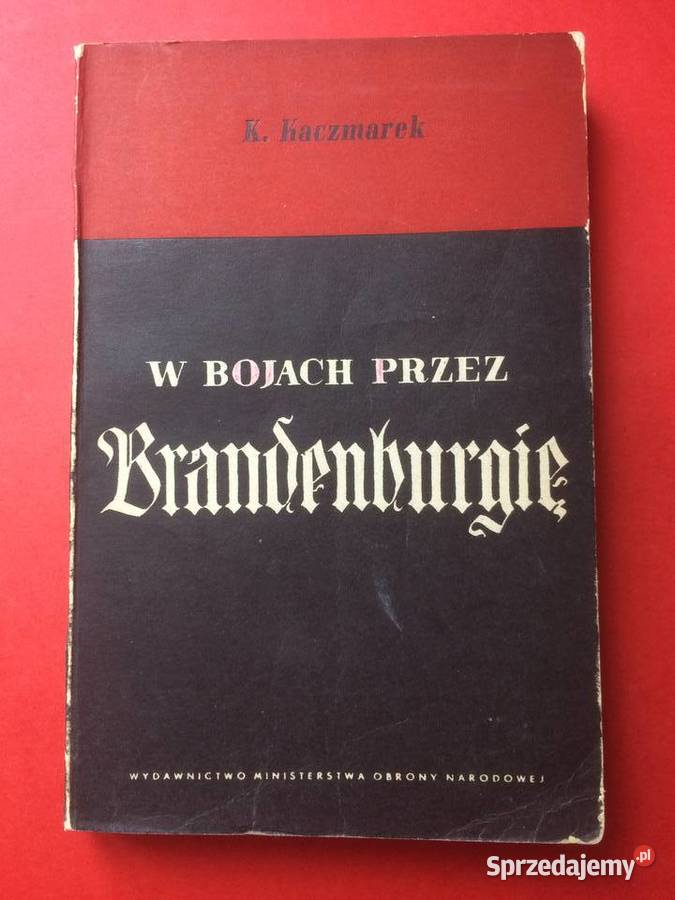 K. Kaczmarek
W BOJACH PRZEZ
Brandenburgię
WYDAWNICTWO MINISTERSTWA OBRONY NARODOWEJ
Sprzedajemy.pl